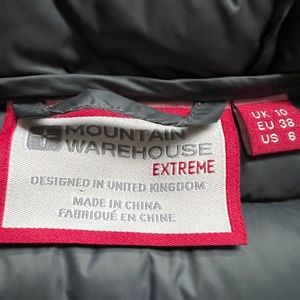 MOUNTAIN
WAREHOUSE
EXTREME
DESIGNED IN UNITED KINGDOM
MADE IN CHINA
FABRIQUÉ EN CHINE
UK 10
EU 38
US 6